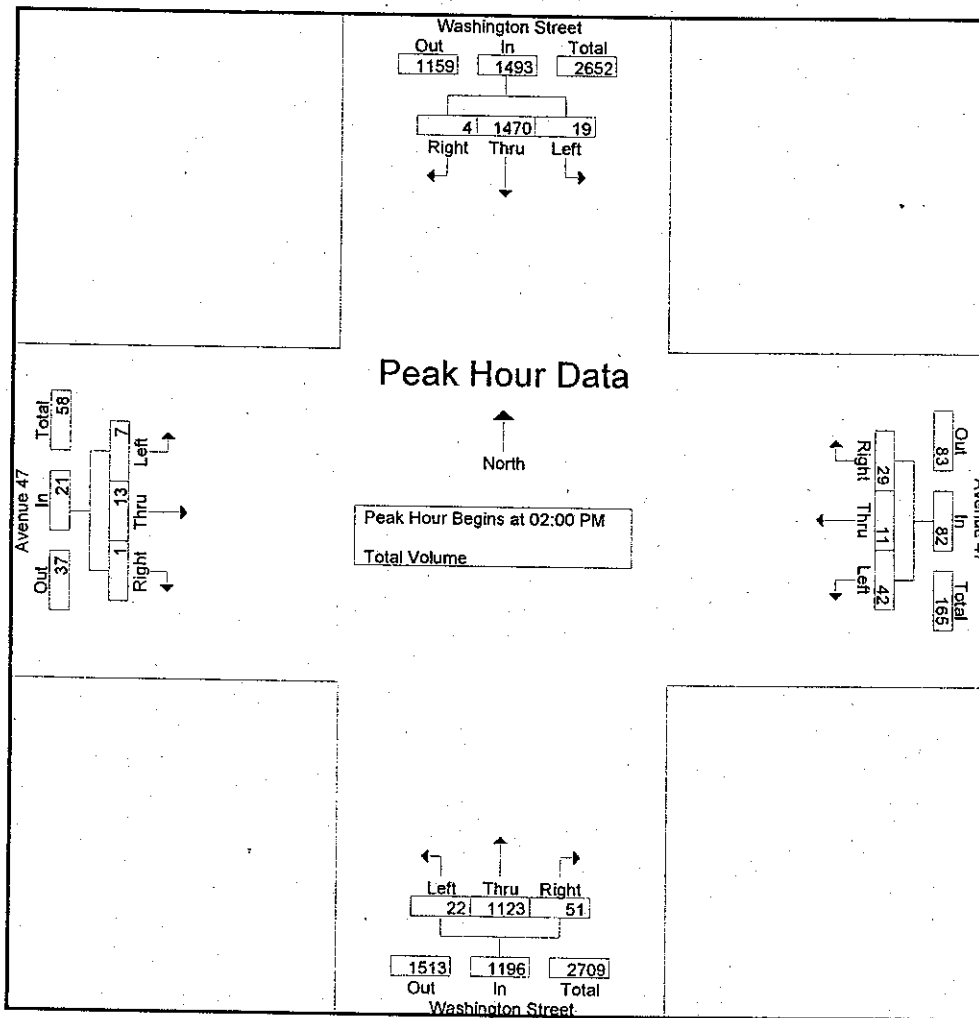 Washington Street
Out In Total
1159 1493 2652
4 1470 19
Right Thru Left
Peak Hour Data
North
Peak Hour Begins at 02:00 PM
Total Volume
Avenue 47
Total In Out
58 21 37
7 13 1
Left Thru Right
Right Thru Left
29 11 42
Out In Total
83 82 165
Avenue 47
Left Thru Right
22 1123 51
1513 1196 2709
Out In Total
Washington Street